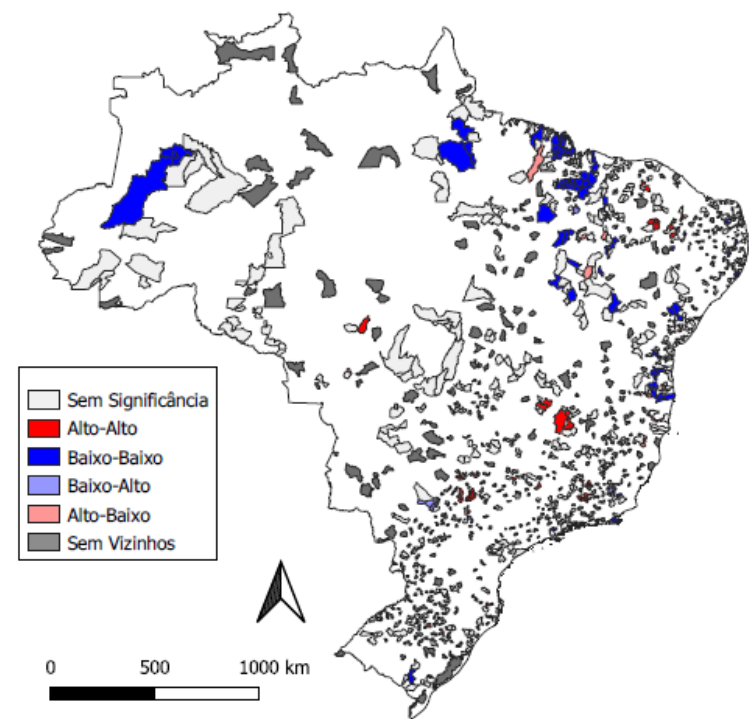 Sem Significância
Alto-Alto
Baixo-Baixo
Baixo-Alto
Alto-Baixo
Sem Vizinhos
0 500 1000 km